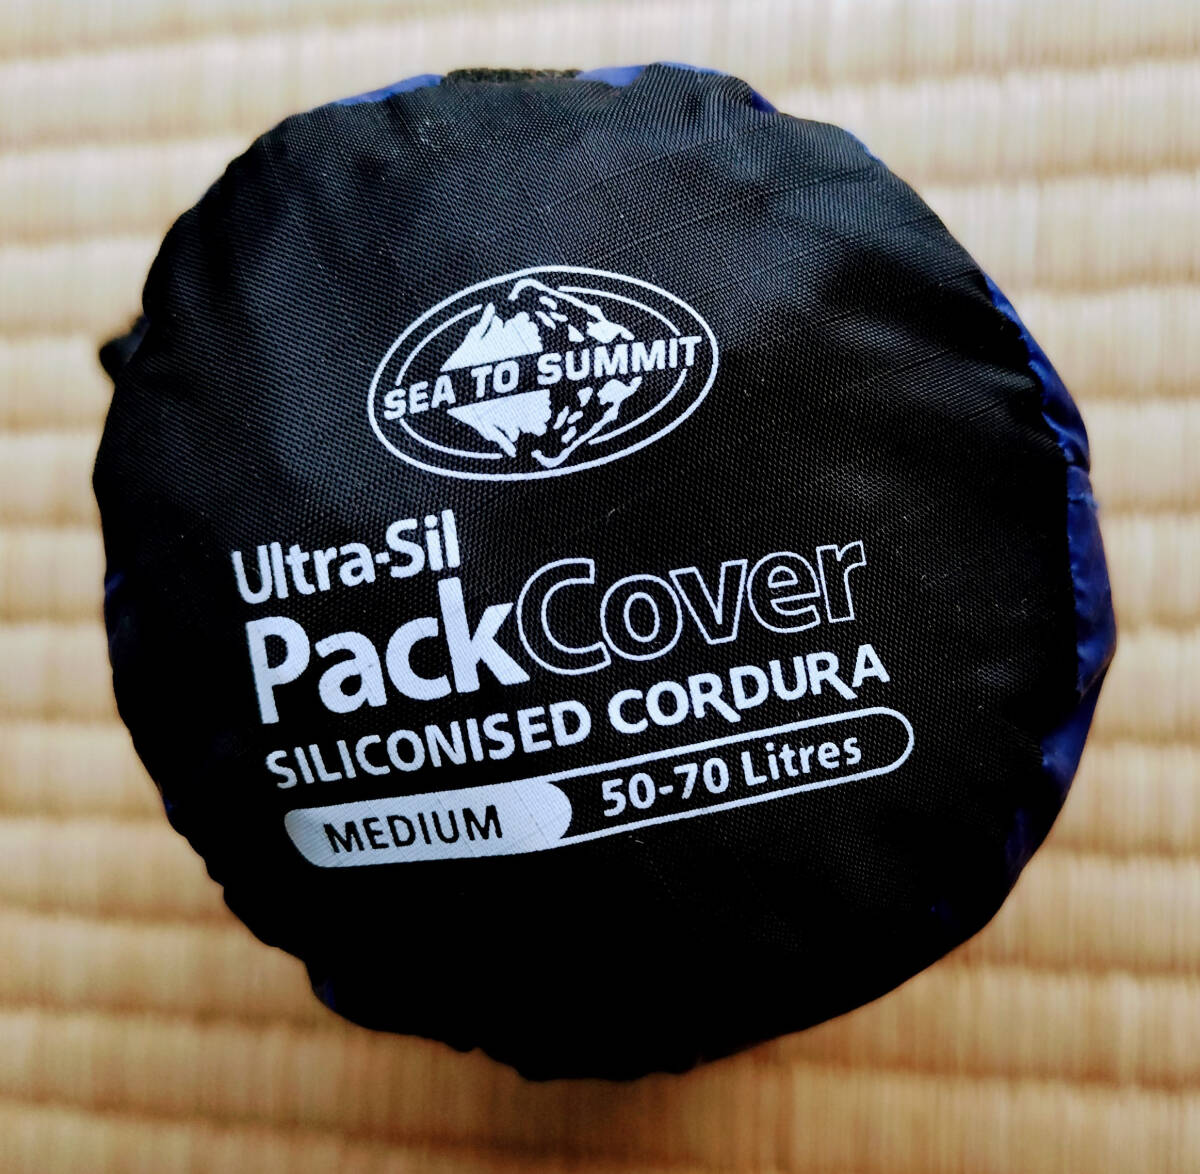 SEA TO SUMMIT
Ultra-Sil
PackCover
SILICONISED CORDURA
MEDIUM 50-70 Litres